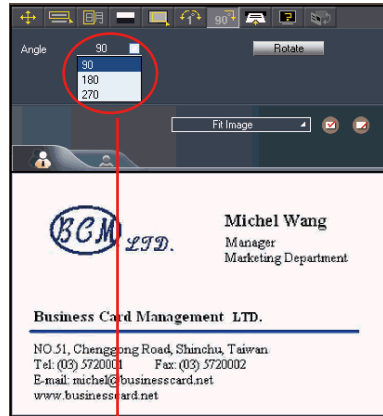 90
Angle 90 Rotate
90
180
270
Fit Image
BCM LTD.
Michel Wang
Manager
Marketing Department
Business Card Management LTD.
NO.51, Chenggong Road, Shinchu, Taiwan
Tel: (03) 5720001 Fax: (03) 5720002
E-mail: michel@businesscard.net
www.businesscard.net